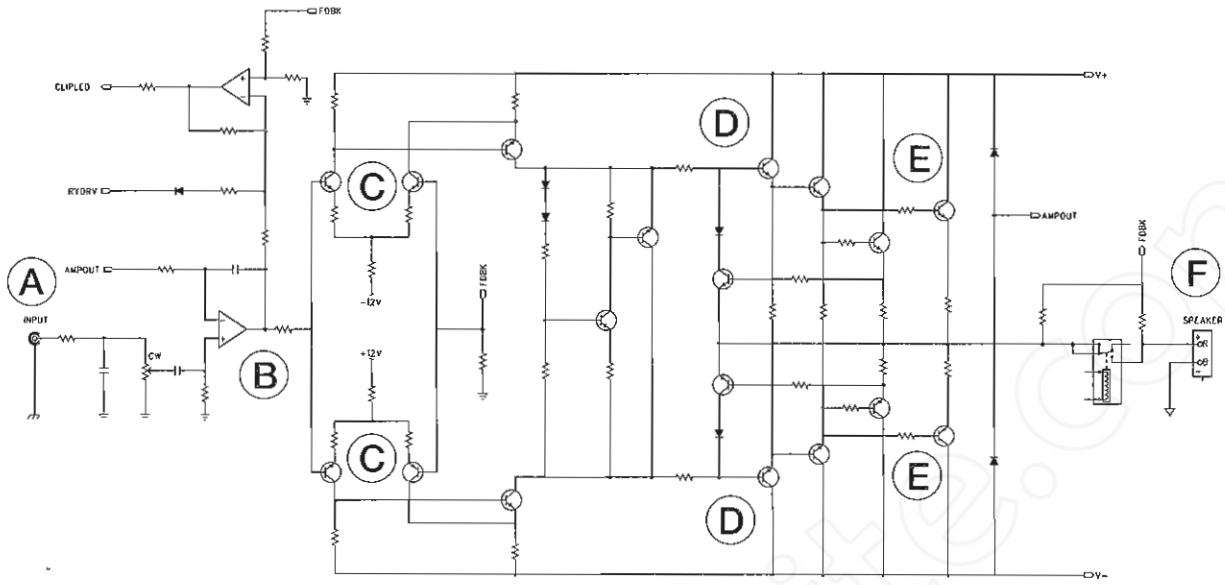 FDBK
CLIPLED
V+
D
C
E
RYDRV
AMPOUT
FDBK
A
AMPOUT
FDBK
F
INPUT
-12V
SPEAKER
CW
+12V
B
+
R
B
-
C
E
D
V-